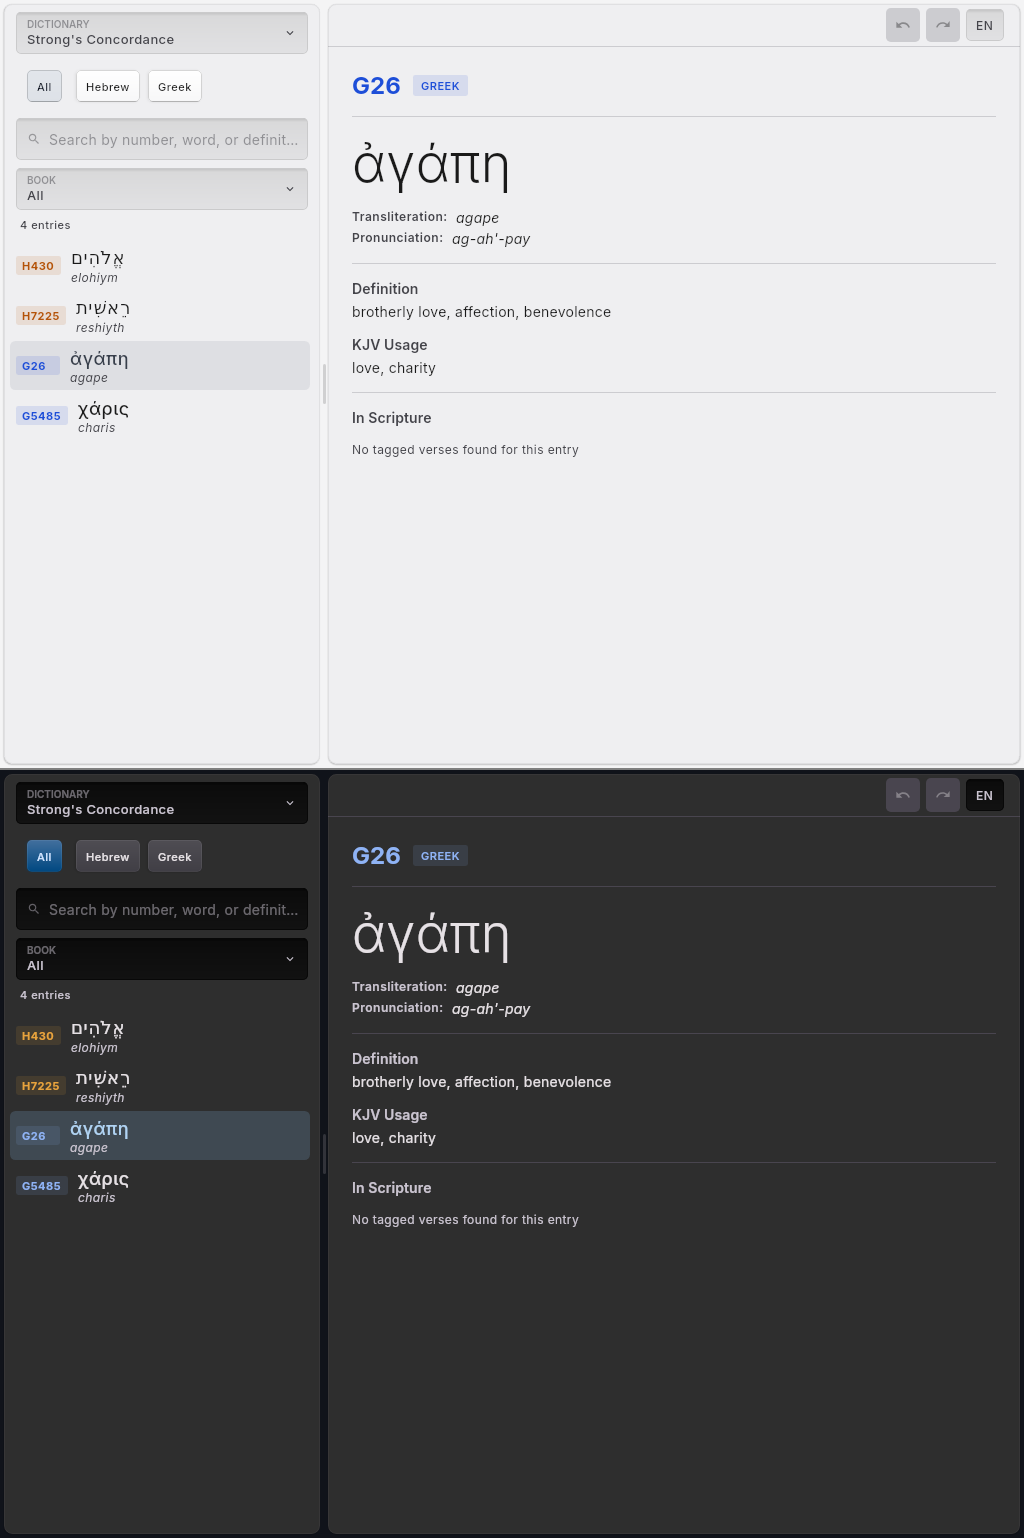 DICTIONARY
Strong's Concordance
All Hebrew Greek
Search by number, word, or definit...
BOOK
All
4 entries
H430 אֱלֹהִים
elohiym
H7225 רֵאשִׁית
reshiyth
G26 ἀγάπη
agape
G5485 χάρις
charis
EN
G26 GREEK
ἀγάπη
Transliteration: agape
Pronunciation: ag-ah'-pay
Definition
brotherly love, affection, benevolence
KJV Usage
love, charity
In Scripture
No tagged verses found for this entry
DICTIONARY
Strong's Concordance
All Hebrew Greek
Search by number, word, or definit...
BOOK
All
4 entries
H430 אֱלֹהִים
elohiym
H7225 רֵאשִׁית
reshiyth
G26 ἀγάπη
agape
G5485 χάρις
charis
EN
G26 GREEK
ἀγάπη
Transliteration: agape
Pronunciation: ag-ah'-pay
Definition
brotherly love, affection, benevolence
KJV Usage
love, charity
In Scripture
No tagged verses found for this entry